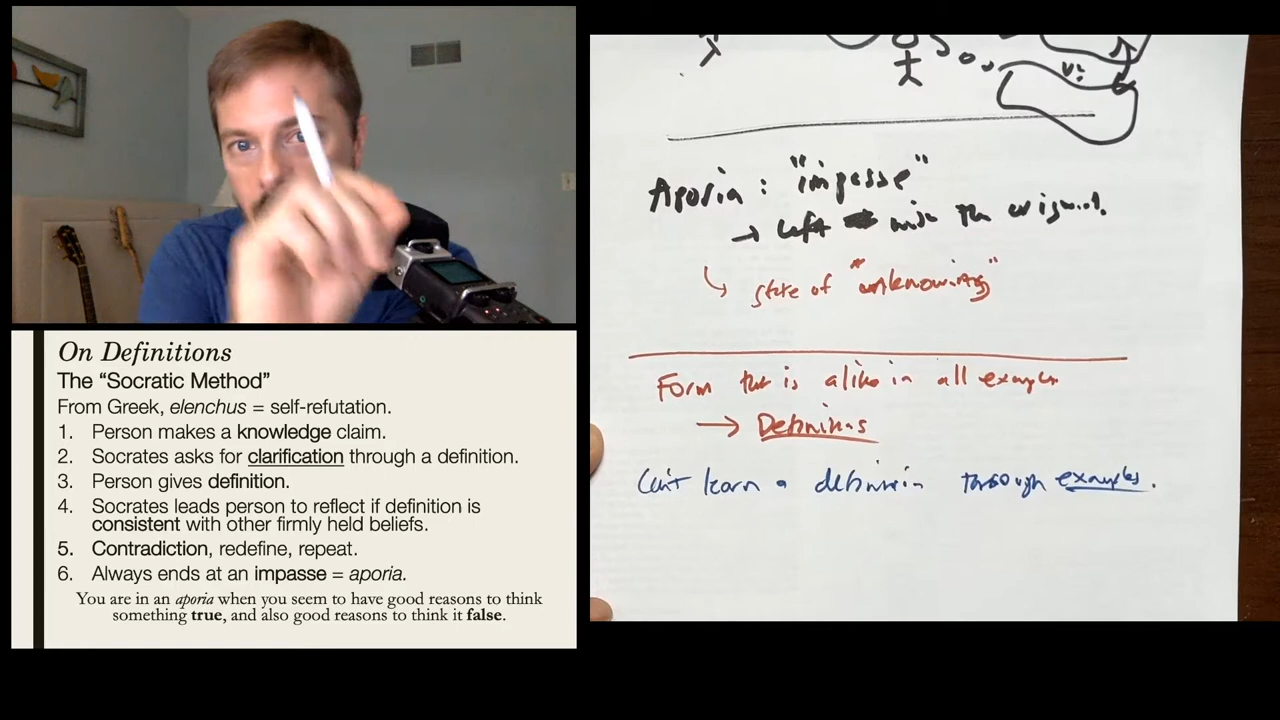 On Definitions
The “Socratic Method”
From Greek, elenchus = self-refutation.
1. Person makes a knowledge claim.
2. Socrates asks for clarification through a definition.
3. Person gives definition.
4. Socrates leads person to reflect if definition is
consistent with other firmly held beliefs.
5. Contradiction, redefine, repeat.
6. Always ends at an impasse = aporia.
You are in an aporia when you seem to have good reasons to think
something true, and also good reasons to think it false.
Aporia : "impasse"
→ Left with the original.
state of "unknowing"
Form that is alike in all examples
→ Definitions
Can't learn a definition through examples.